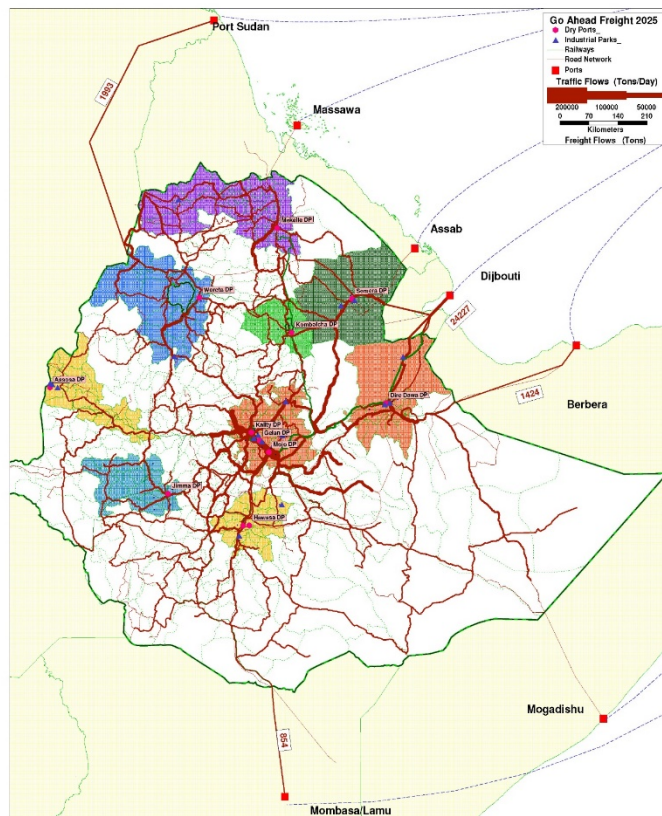 Go Ahead Freight 2025
Dry Ports_
Industrial Parks_
Railways
Road Network
Ports
Traffic Flows (Tons/Day)
200000 100000 50000
0 70 140 210
Kilometers
Freight Flows (Tons)
Port Sudan
1993
Massawa
Mekelle DP
Assab
Dijbouti
Woreta DP
Semera DP
24227
Kombolcha DP
Assosa DP
1424
Dire Dawa DP
Berbera
Kality DP
Gelan DP
Mojo DP
Jimma DP
Hawasa DP
Mogadishu
854
Mombasa/Lamu